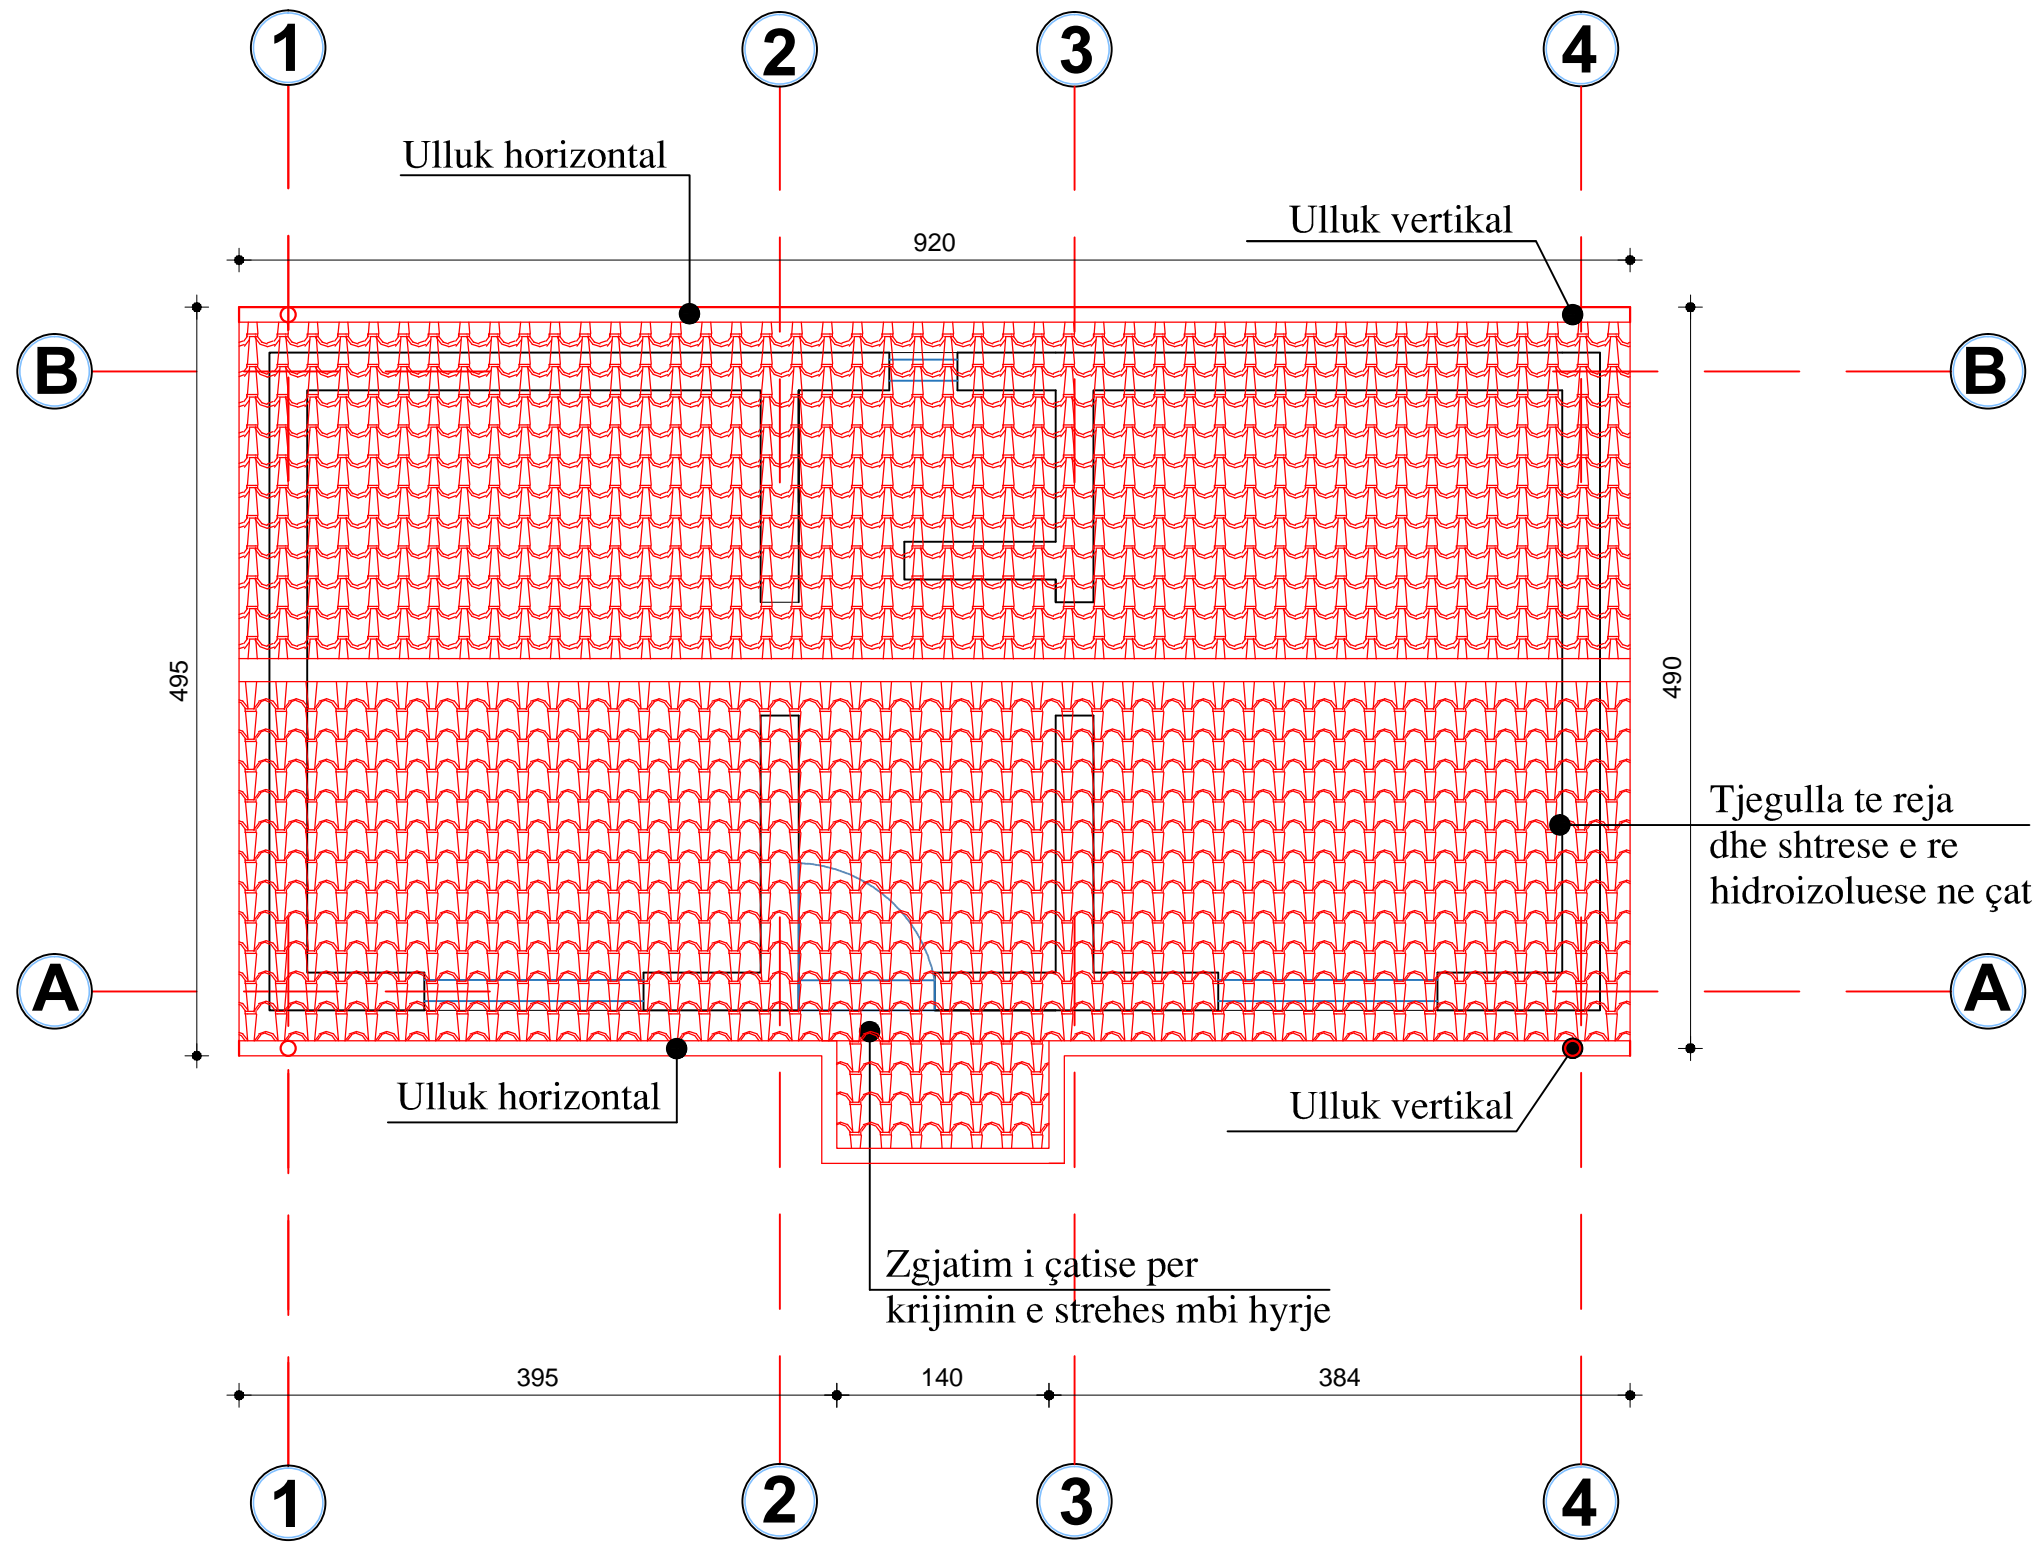 1 2 3 4
Ulluk horizontal
Ulluk vertikal
920
B B
495
490
Tjegulla te reja
dhe shtrese e re
hidroizoluese ne çat
A A
Ulluk horizontal
Ulluk vertikal
Zgjatim i çatise per
krijimin e strehes mbi hyrje
395 140 384
1 2 3 4